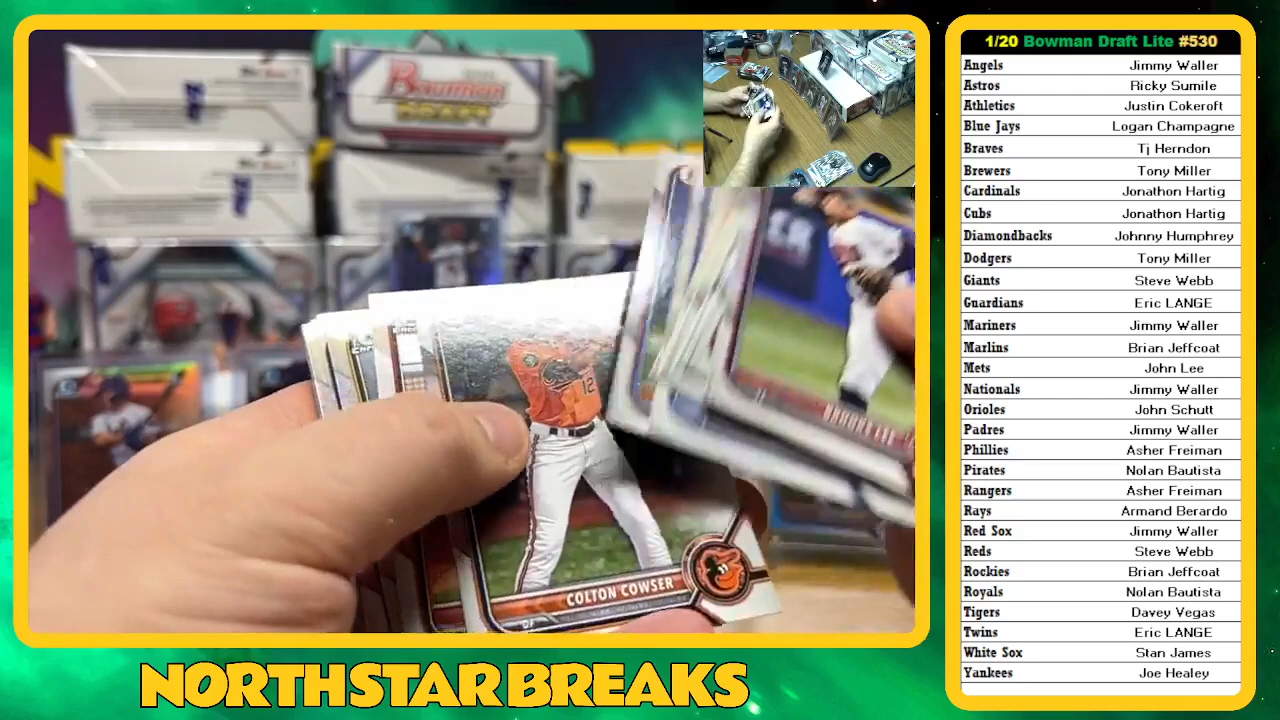 Bowman
DRAFT
12
COLTON COWSER
OF
NORTHSTARBREAKS
1/20 Bowman Draft Lite #530
Angels Jimmy Waller
Astros Ricky Sumile
Athletics Justin Cokeroft
Blue Jays Logan Champagne
Braves Tj Herndon
Brewers Tony Miller
Cardinals Jonathon Hartig
Cubs Jonathon Hartig
Diamondbacks Johnny Humphrey
Dodgers Tony Miller
Giants Steve Webb
Guardians Eric LANGE
Mariners Jimmy Waller
Marlins Brian Jeffcoat
Mets John Lee
Nationals Jimmy Waller
Orioles John Schutt
Padres Jimmy Waller
Phillies Asher Freiman
Pirates Nolan Bautista
Rangers Asher Freiman
Rays Armand Berardo
Red Sox Jimmy Waller
Reds Steve Webb
Rockies Brian Jeffcoat
Royals Nolan Bautista
Tigers Davey Vegas
Twins Eric LANGE
White Sox Stan James
Yankees Joe Healey